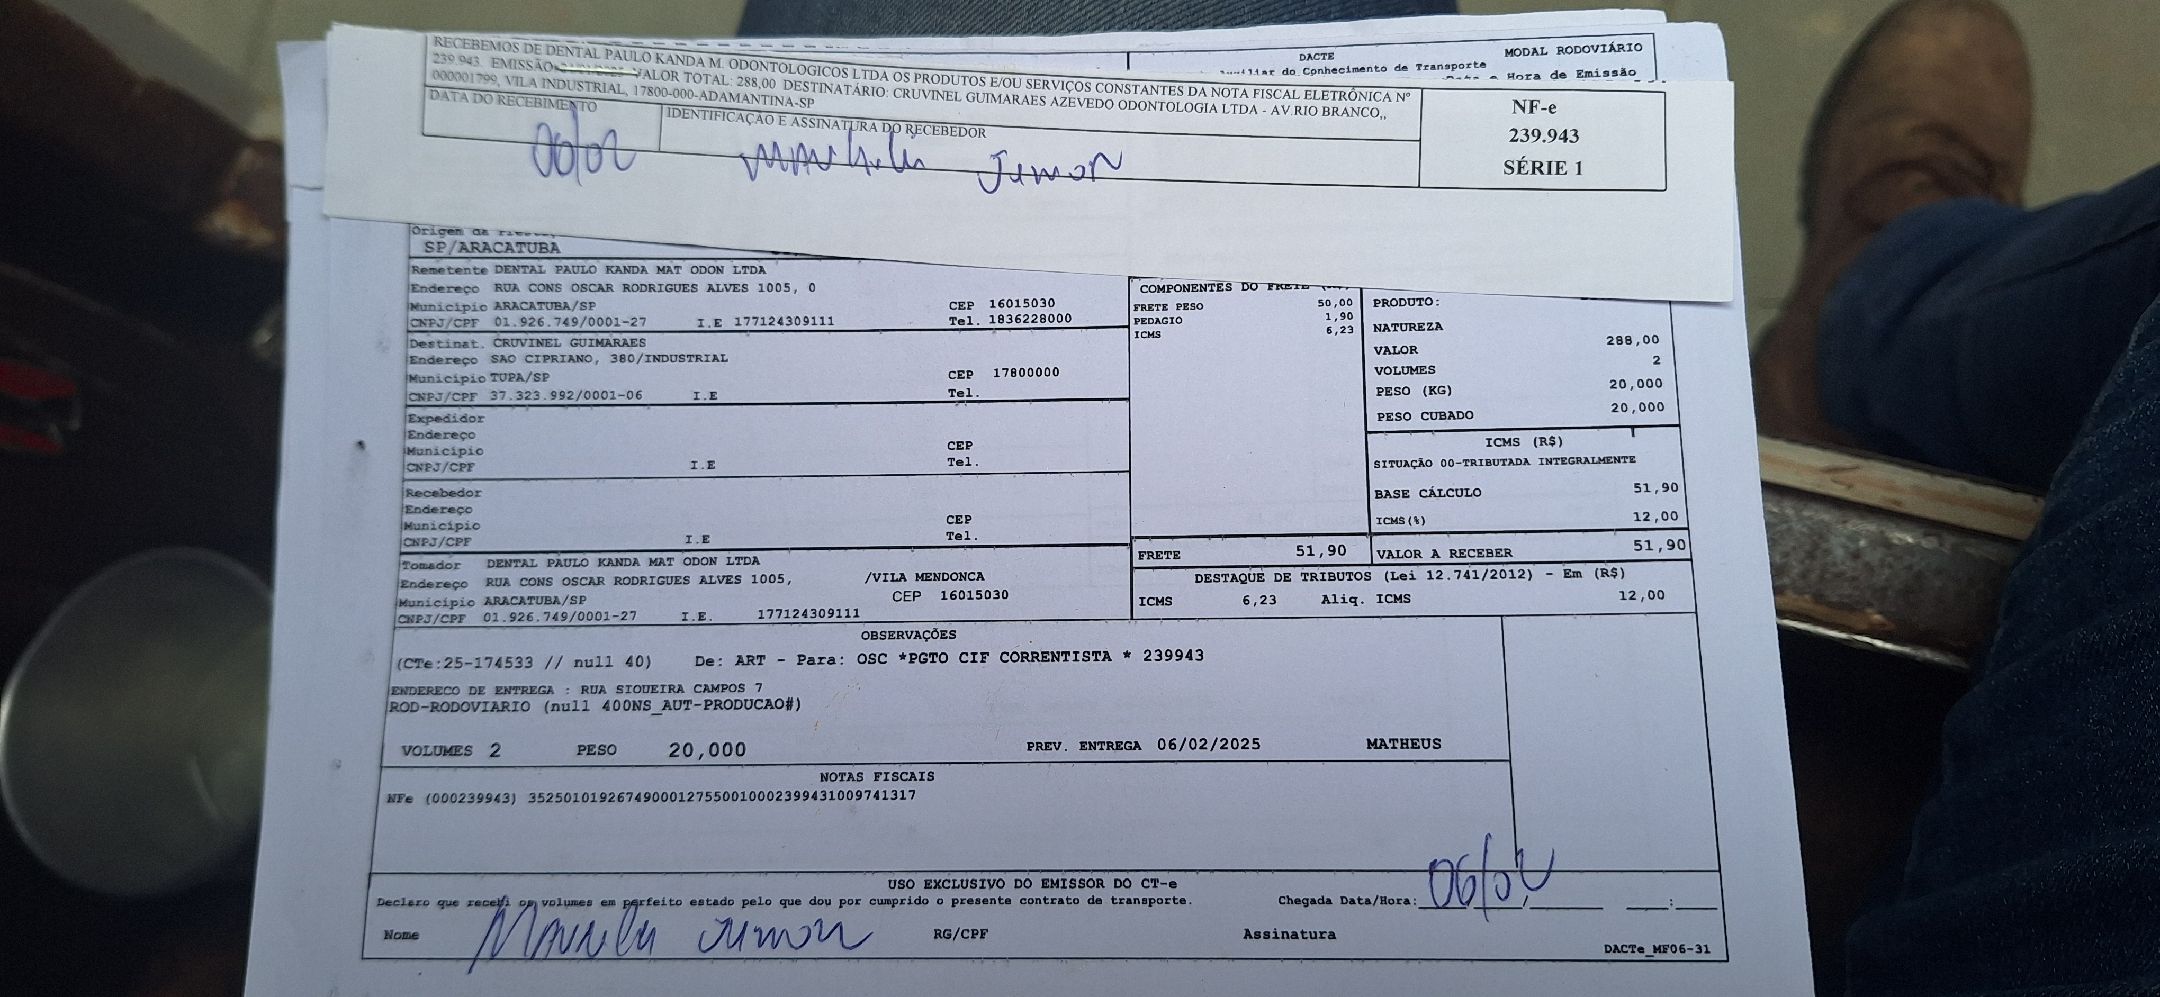 DACTE
MODAL RODOVIÁRIO
do Conhecimento de Transporte
Hora de Emissão
RECEBEMOS DE DENTAL PAULO KANDA M. ODONTOLOGICOS LTDA OS PRODUTOS E/OU SERVIÇOS CONSTANTES DA NOTA FISCAL ELETRÔNICA Nº
239.943. EMISSÃO: VALOR TOTAL: 288,00 DESTINATÁRIO: CRUVINEL GUIMARAES AZEVEDO ODONTOLOGIA LTDA - AV.RIO BRANCO,,
000001799, VILA INDUSTRIAL, 17800-000-ADAMANTINA-SP
DATA DO RECEBIMENTO
IDENTIFICAÇÃO E ASSINATURA DO RECEBEDOR
06/02
NF-e
239.943
SÉRIE 1
Origem da
SP/ARACATUBA
Remetente DENTAL PAULO KANDA MAT ODON LTDA
Endereço RUA CONS OSCAR RODRIGUES ALVES 1005, 0
Municipio ARACATUBA/SP CEP 16015030
CNPJ/CPF 01.926.749/0001-27 I.E 177124309111 Tel. 1836228000
Destinat. CRUVINEL GUIMARAES
Endereço SAO CIPRIANO, 380/INDUSTRIAL
Municipio TUPA/SP CEP 17800000
CNPJ/CPF 37.323.992/0001-06 I.E Tel.
Expedidor
Endereço
Municipio CEP
CNPJ/CPF I.E Tel.
Recebedor
Endereço
Municipio CEP
CNPJ/CPF I.E Tel.
Tomador DENTAL PAULO KANDA MAT ODON LTDA
Endereço RUA CONS OSCAR RODRIGUES ALVES 1005, /VILA MENDONCA
Municipio ARACATUBA/SP CEP 16015030
CNPJ/CPF 01.926.749/0001-27 I.E. 177124309111
COMPONENTES DO FRETE
FRETE PESO 50,00
PEDAGIO 1,90
ICMS 6,23
PRODUTO:
NATUREZA
VALOR 288,00
VOLUMES 2
PESO (KG) 20,000
PESO CUBADO 20,000
ICMS (R$)
SITUAÇÃO 00-TRIBUTADA INTEGRALMENTE
BASE CÁLCULO 51,90
ICMS(%) 12,00
FRETE 51,90
VALOR A RECEBER 51,90
DESTAQUE DE TRIBUTOS (Lei 12.741/2012) - Em (R$)
ICMS 6,23 Aliq. ICMS 12,00
OBSERVAÇÕES
(CTe:25-174533 // null 40) De: ART - Para: OSC *PGTO CIF CORRENTISTA * 239943
ENDERECO DE ENTREGA : RUA SIQUEIRA CAMPOS 7
ROD-RODOVIARIO (null 400NS_AUT-PRODUCAO#)
VOLUMES 2 PESO 20,000 PREV. ENTREGA 06/02/2025 MATHEUS
NOTAS FISCAIS
NFe (000239943) 35250101926749000127550010002399431009741317
USO EXCLUSIVO DO EMISSOR DO CT-e
Declaro que recebi os volumes em perfeito estado pelo que dou por cumprido o presente contrato de transporte.
Chegada Data/Hora: 06/02
Nome RG/CPF Assinatura
DACTe_MF06-31